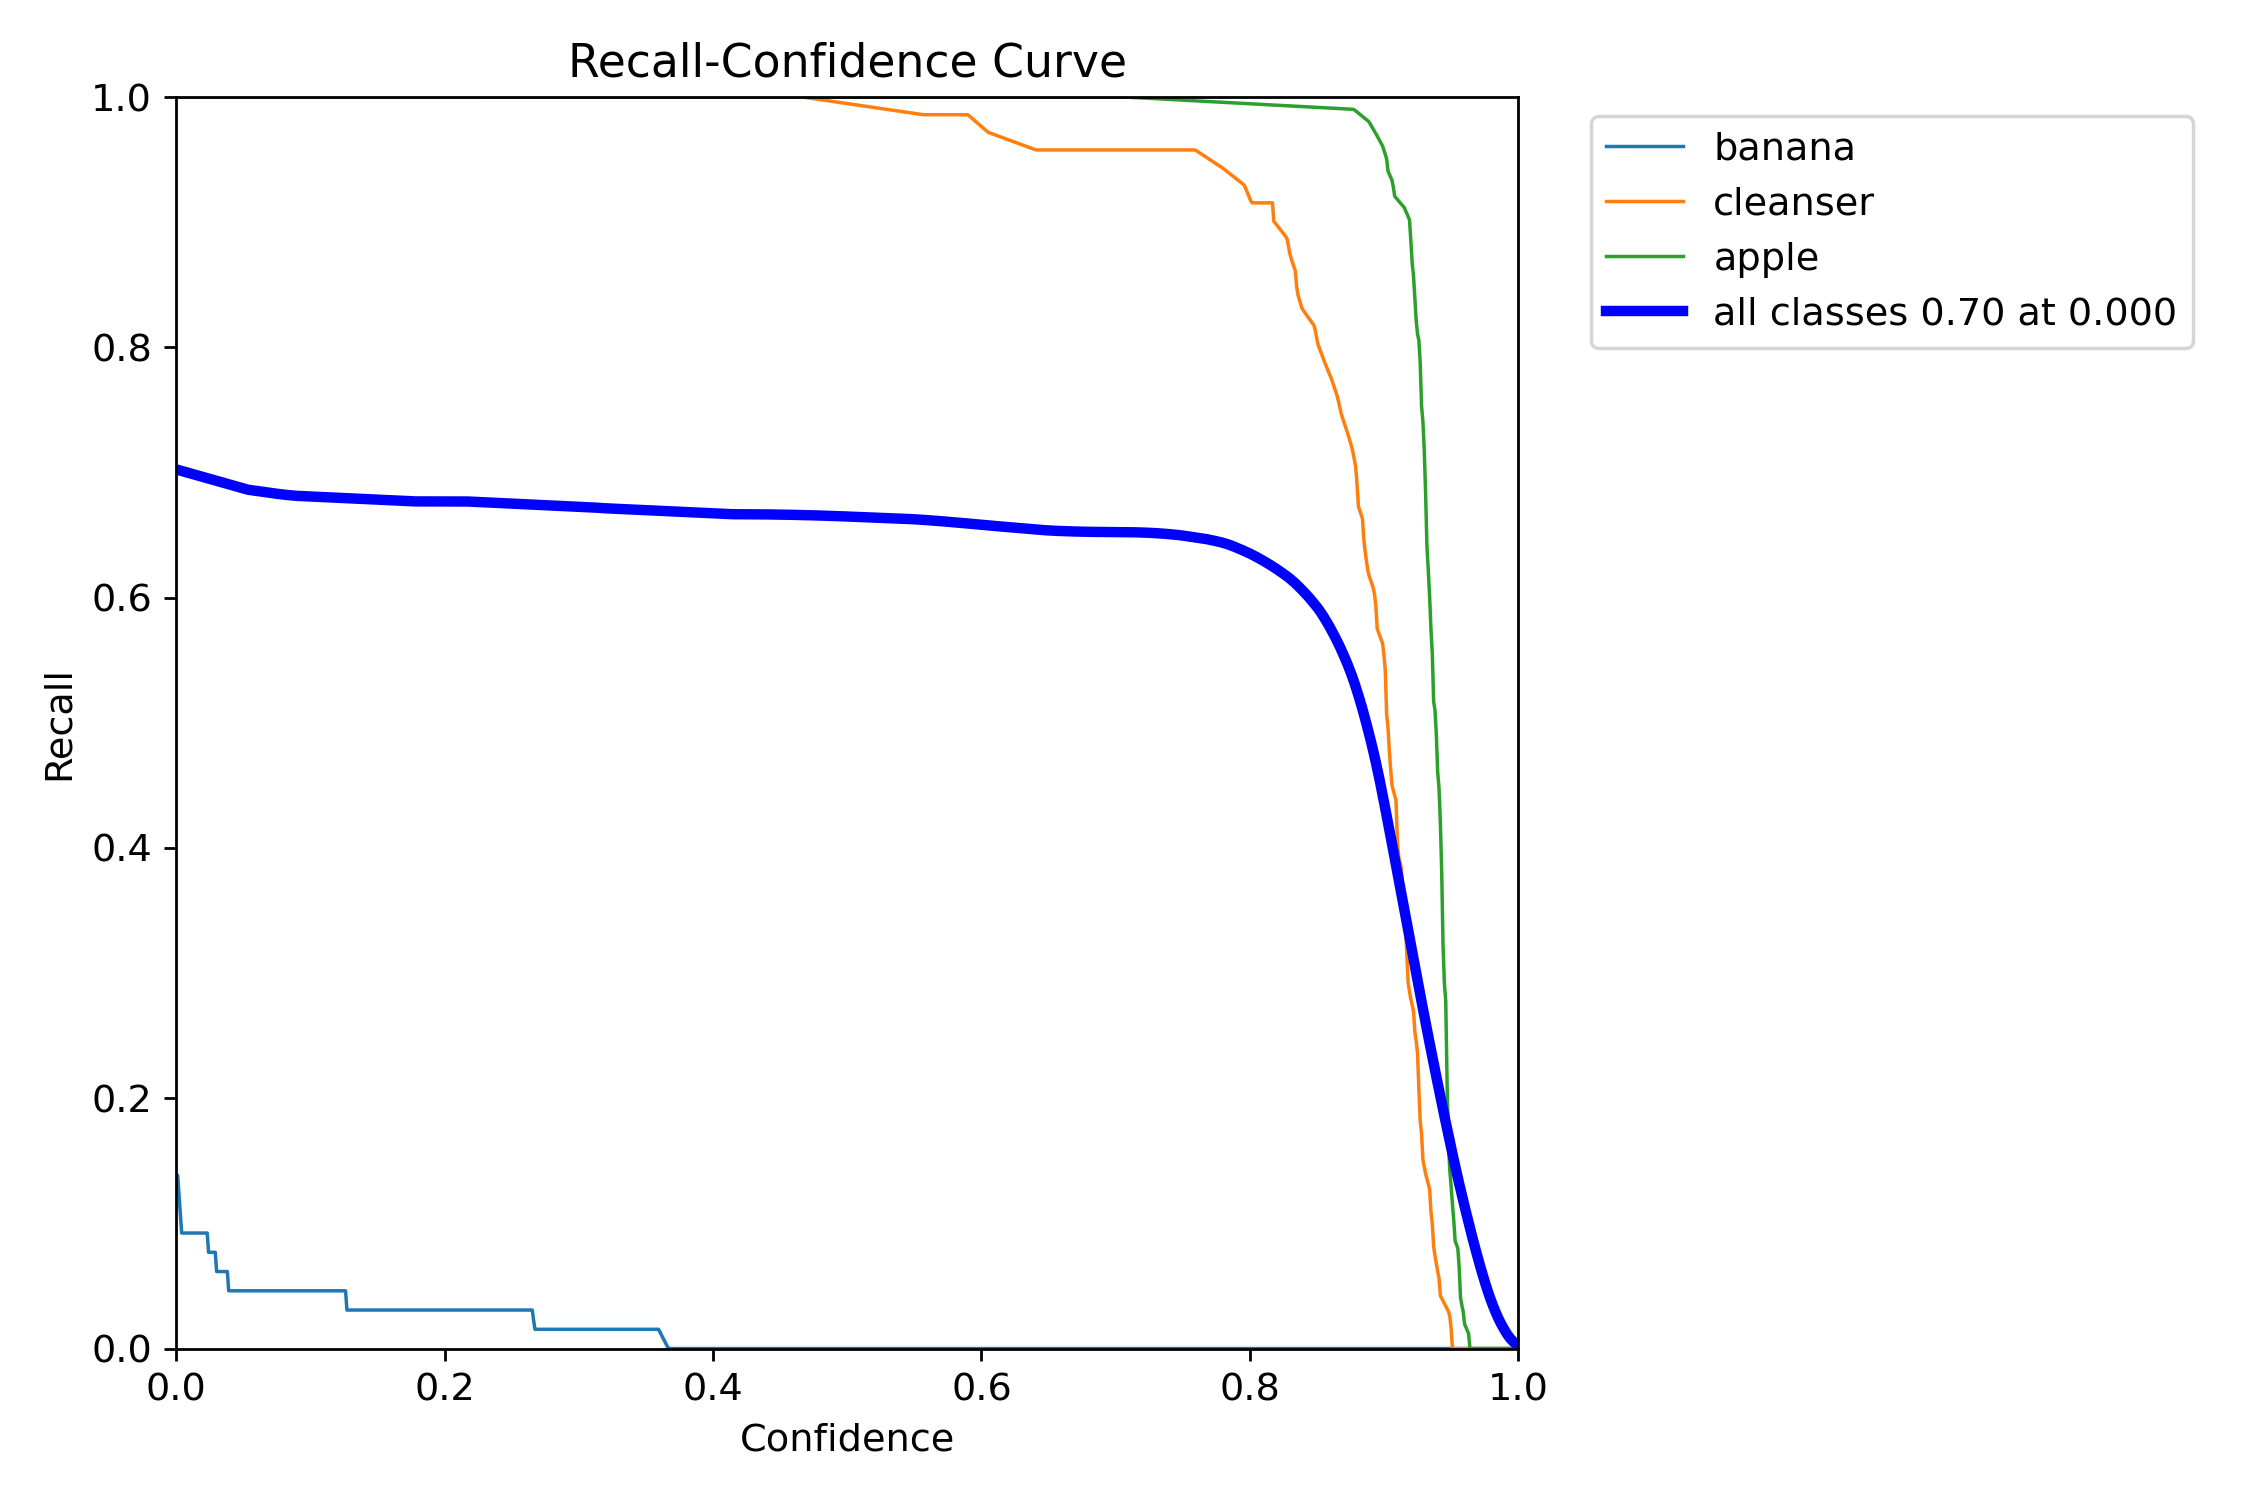 Recall-Confidence Curve
1.0
0.8
0.6
0.4
0.2
0.0
Recall
0.0 0.2 0.4 0.6 0.8 1.0
Confidence
banana
cleanser
apple
all classes 0.70 at 0.000